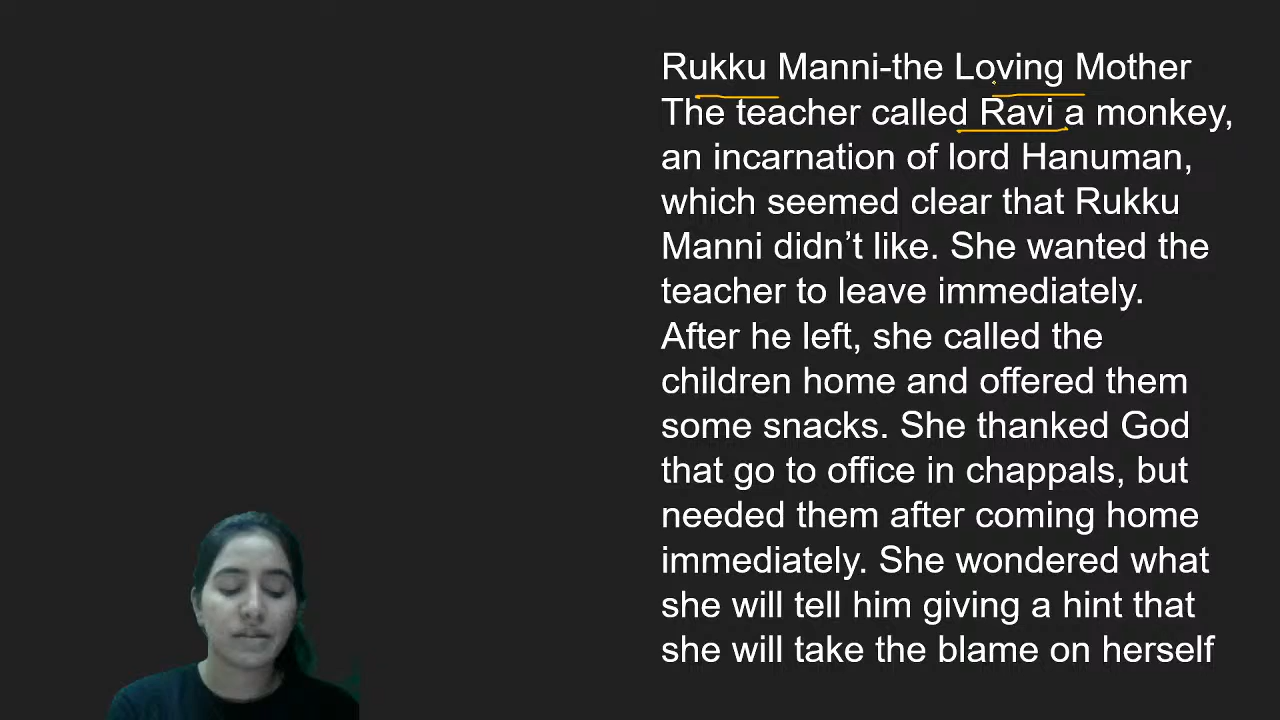 Rukku Manni-the Loving Mother
The teacher called Ravi a monkey,
an incarnation of lord Hanuman,
which seemed clear that Rukku
Manni didn’t like. She wanted the
teacher to leave immediately.
After he left, she called the
children home and offered them
some snacks. She thanked God
that go to office in chappals, but
needed them after coming home
immediately. She wondered what
she will tell him giving a hint that
she will take the blame on herself